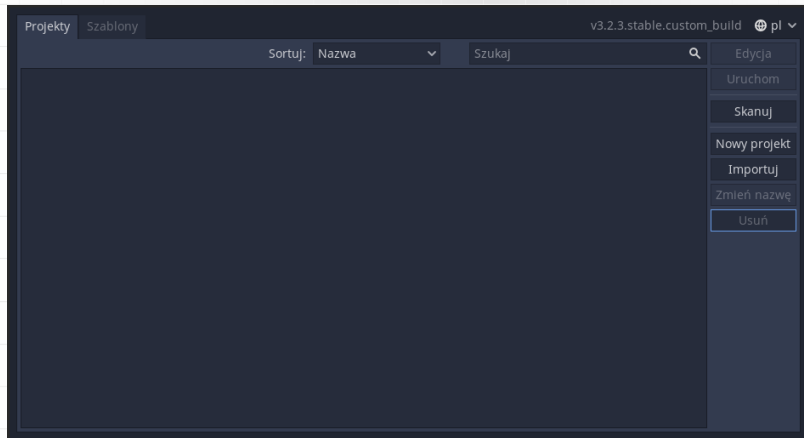 Projekty Szablony v3.2.3.stable.custom_build pl
Sortuj: Nazwa Szukaj Edycja
Uruchom
Skanuj
Nowy projekt
Importuj
Zmień nazwę
Usuń